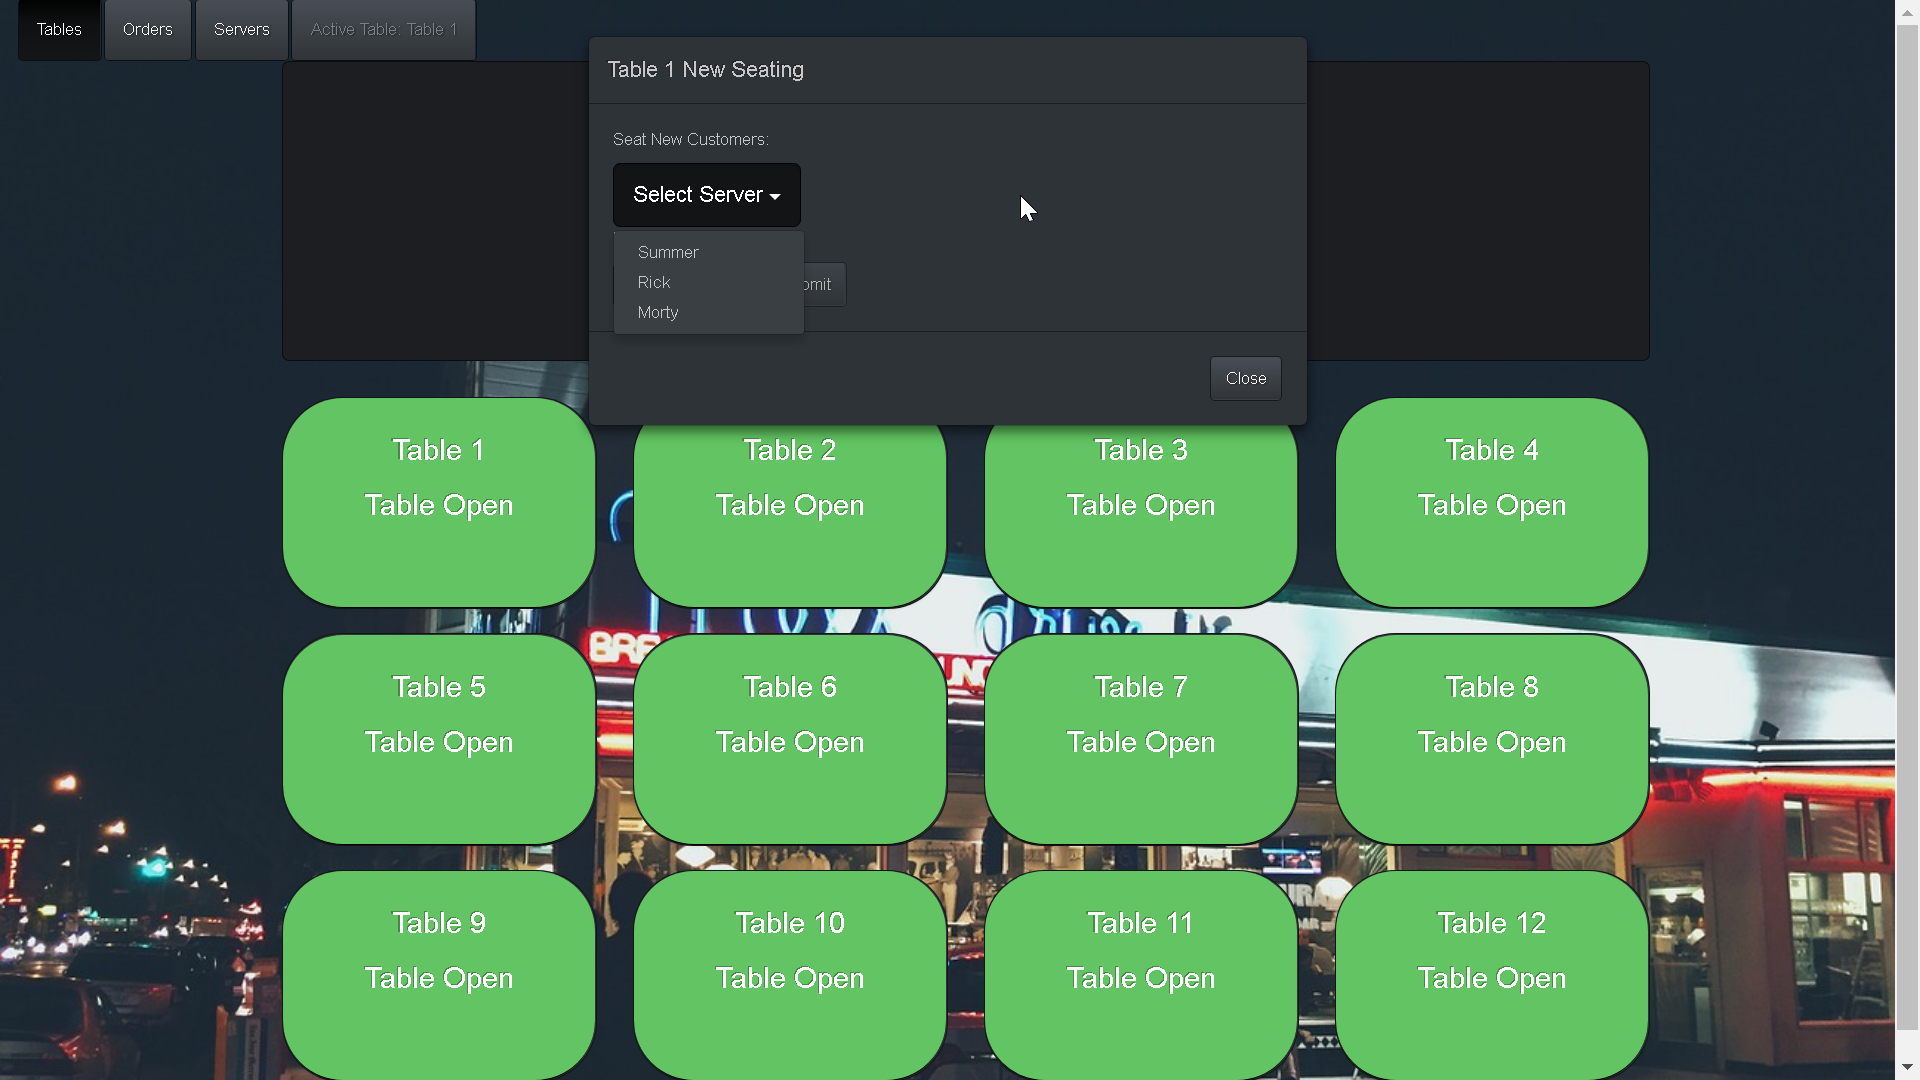 Tables
Orders
Servers
Active Table: Table 1
Table 1 New Seating
Seat New Customers:
Select Server
Summer
Rick
Morty
Close
Table 1
Table Open
Table 2
Table Open
Table 3
Table Open
Table 4
Table Open
Table 5
Table Open
Table 6
Table Open
Table 7
Table Open
Table 8
Table Open
Table 9
Table Open
Table 10
Table Open
Table 11
Table Open
Table 12
Table Open